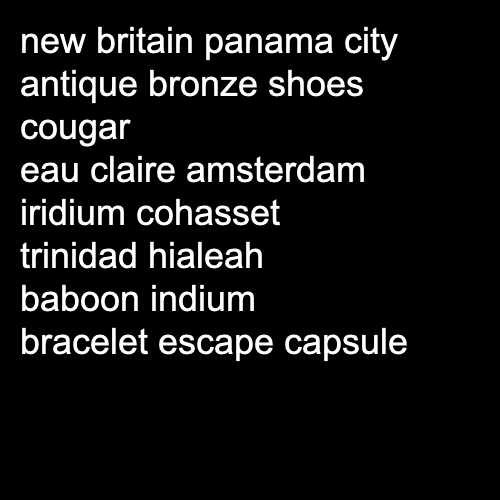 new britain panama city
antique bronze shoes
cougar
eau claire amsterdam
iridium cohasset
trinidad hialeah
baboon indium
bracelet escape capsule